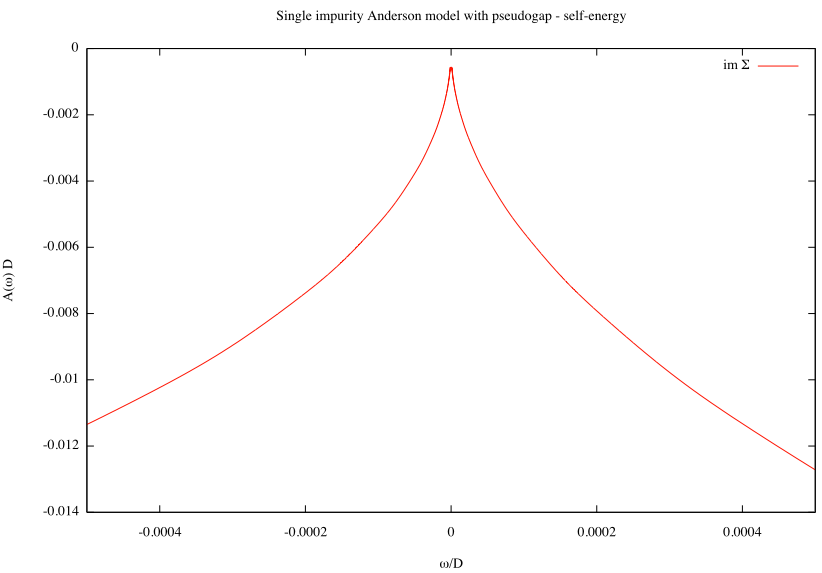 Single impurity Anderson model with pseudogap - self-energy
im Σ
0
-0.002
-0.004
-0.006
-0.008
-0.01
-0.012
-0.014
A(ω) D
-0.0004 -0.0002 0 0.0002 0.0004
ω/D